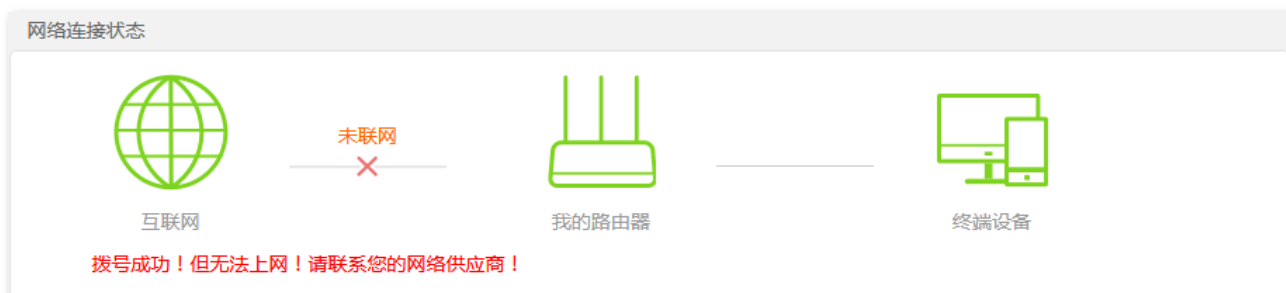 网络连接状态
未联网
互联网
我的路由器
终端设备
拨号成功！但无法上网！请联系您的网络供应商！